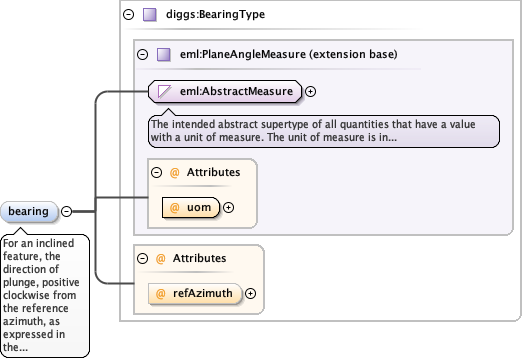 diggs:BearingType
eml:PlaneAngleMeasure (extension base)
eml:AbstractMeasure
The intended abstract supertype of all quantities that have a value
with a unit of measure. The unit of measure is in...
@ Attributes
@ uom
bearing
For an inclined
feature, the
direction of
plunge, positive
clockwise from
the reference
azimuth, as
expressed in
the...
@ Attributes
@ refAzimuth